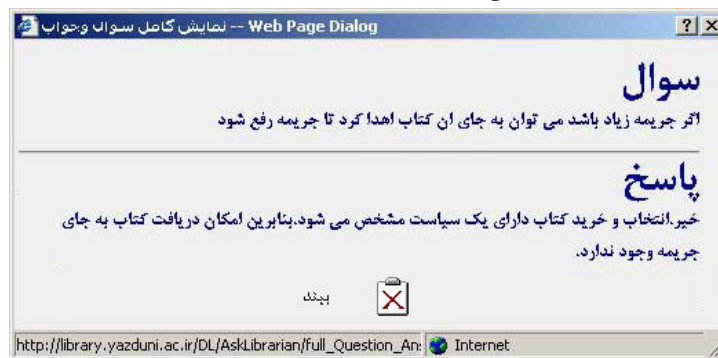 نمایش کامل سوال وجواب -- Web Page Dialog
سوال
اگر جریمه زیاد باشد می توان به جای ان کتاب اهدا کرد تا جریمه رفع شود
پاسخ
خیر.انتخاب و خرید کتاب دارای یک سیاست مشخص می شود.بنابرین امکان دریافت کتاب به جای
جریمه وجود ندارد.
ببند
http://library.yazduni.ac.ir/DL/AskLibrarian/full_Question_An: Internet